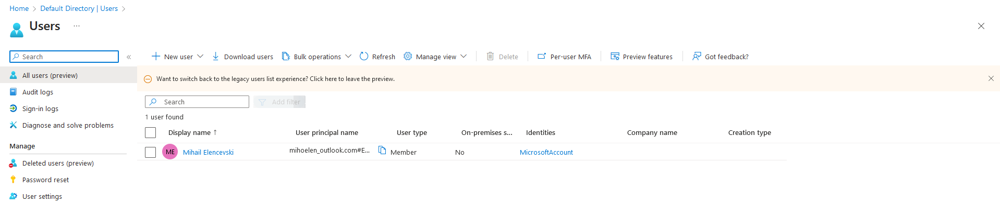 Home > Default Directory | Users >
Users ...
Search «
New user Download users Bulk operations Refresh Manage view Delete Per-user MFA Preview features Got feedback?
All users (preview)
Audit logs
Sign-in logs
Diagnose and solve problems
Manage
Deleted users (preview)
Password reset
User settings
Want to switch back to the legacy users list experience? Click here to leave the preview.
Search Add filter
1 user found
Display name ↑ User principal name User type On-premises s... Identities Company name Creation type
ME Mihail Elencevski mihoelen_outlook.com#E... Member No MicrosoftAccount